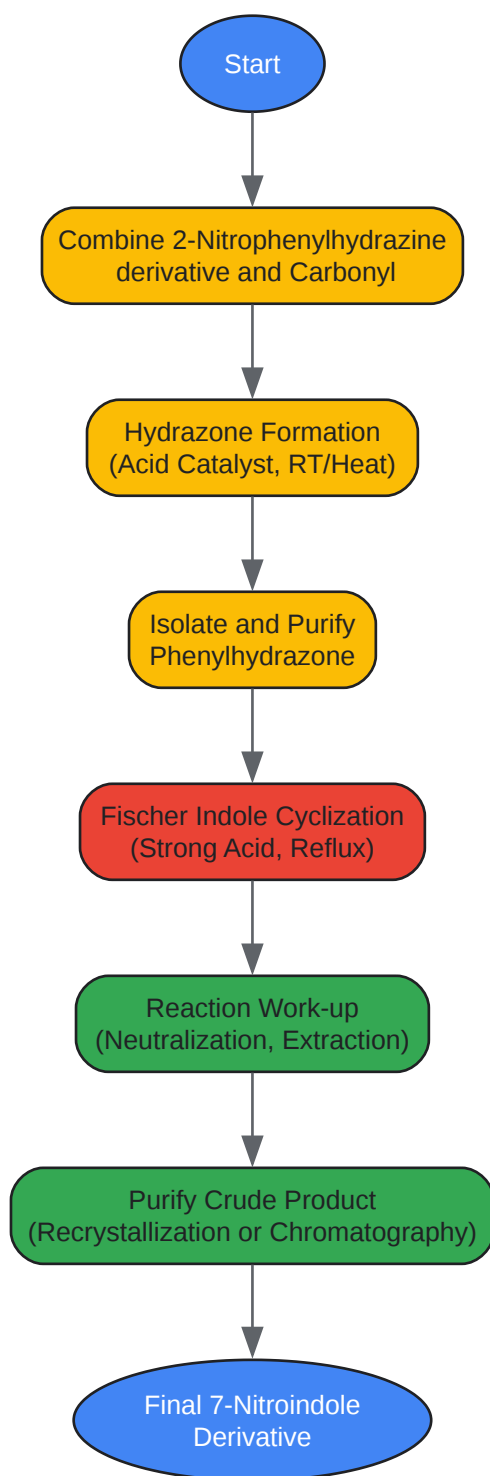 Start
Combine 2-Nitrophenylhydrazine
derivative and Carbonyl
Hydrazone Formation
(Acid Catalyst, RT/Heat)
Isolate and Purify
Phenylhydrazone
Fischer Indole Cyclization
(Strong Acid, Reflux)
Reaction Work-up
(Neutralization, Extraction)
Purify Crude Product
(Recrystallization or Chromatography)
Final 7-Nitroindole
Derivative